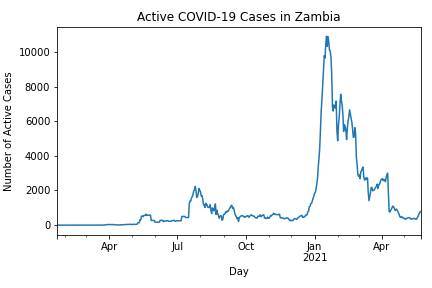 Active COVID-19 Cases in Zambia
Number of Active Cases
10000
8000
6000
4000
2000
0
Apr Jul Oct Jan Apr
2021
Day